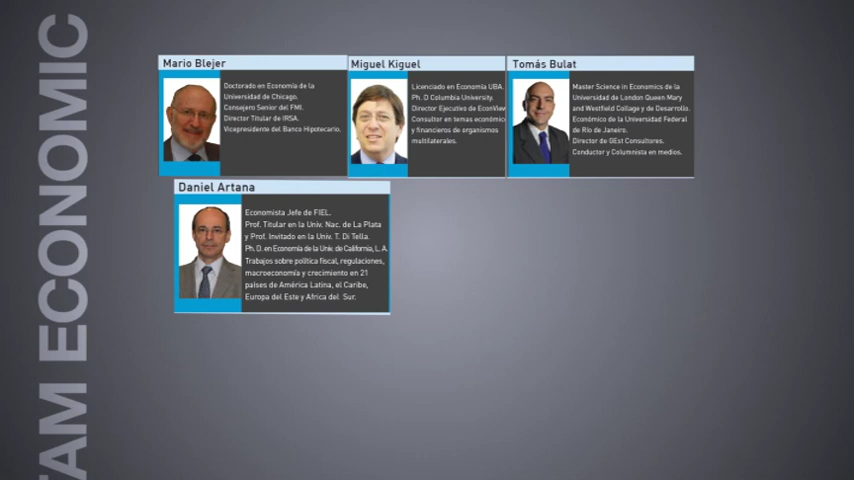 TAM ECONOMIC
Mario Blejer
Doctorado en Economía de la
Universidad de Chicago.
Consejero Senior del FMI.
Director Titular de IRSA.
Vicepresidente del Banco Hipotecario.
Miguel Kiguel
Licenciado en Economía UBA.
Ph. D Columbia University.
Director Ejecutivo de EconView
Consultor en temas económic
y financieros de organismos
multilaterales.
Tomás Bulat
Master Science in Economics de la
Universidad de London Queen Mary
and Westfield Collage y de Desarrollo.
Económico de la Universidad Federal
de Río de Janeiro.
Director de GEst Consultores.
Conductor y Columnista en medios.
Daniel Artana
Economista Jefe de FIEL.
Prof. Titular en la Univ. Nac. de La Plata
y Prof. Invitado en la Univ. T. Di Tella.
Ph. D. en Economía de la Univ. de California, L. A.
Trabajos sobre política fiscal, regulaciones,
macroeconomía y crecimiento en 21
países de América Latina, el Caribe,
Europa del Este y Africa del Sur.